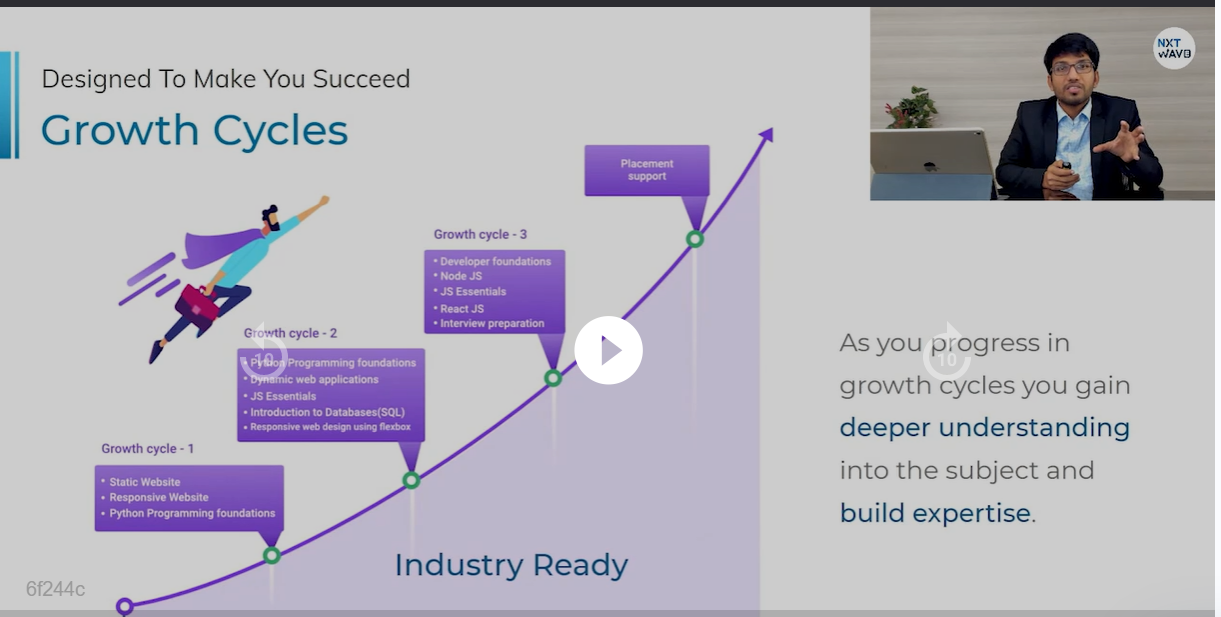 Designed To Make You Succeed
Growth Cycles
NXT
WAVE
Placement
support
Growth cycle - 3
• Developer foundations
• Node JS
• JS Essentials
• React JS
• Interview preparation
Growth cycle - 2
• Python Programming foundations
• Dynamic web applications
• JS Essentials
• Introduction to Databases(SQL)
• Responsive web design using flexbox
10
10
Growth cycle - 1
• Static Website
• Responsive Website
• Python Programming foundations
As you progress in
growth cycles you gain
deeper understanding
into the subject and
build expertise.
Industry Ready
6f244c